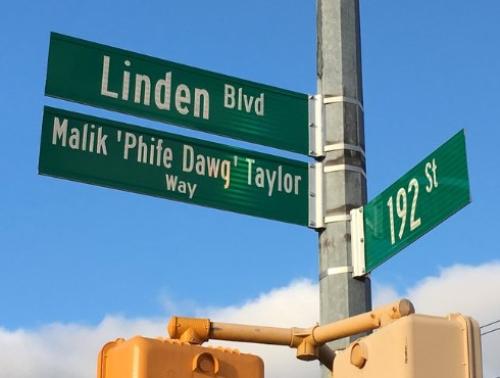 Linden Blvd
Malik 'Phife Dawg' Taylor
Way
192 St